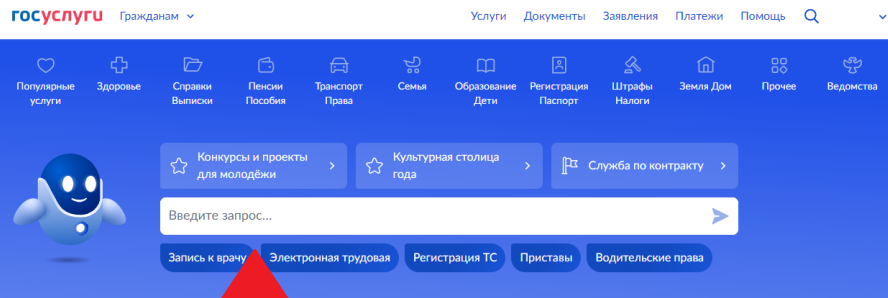 госуслуги Гражданам Услуги Документы Заявления Платежи Помощь
Популярные услуги
Здоровье
Справки Выписки
Пенсии Пособия
Транспорт Права
Семья
Образование Дети
Регистрация Паспорт
Штрафы Налоги
Земля Дом
Прочее
Ведомства
Конкурсы и проекты
для молодёжи
Культурная столица
года
Служба по контракту
Введите запрос...
Запись к врачу Электронная трудовая Регистрация ТС Приставы Водительские права